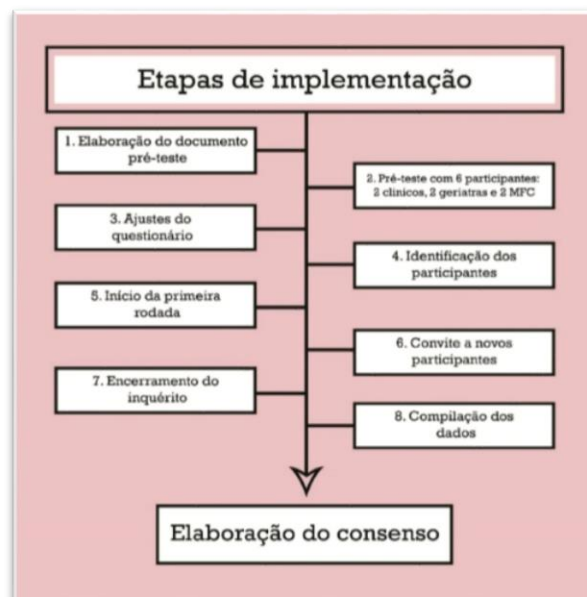 Etapas de implementação
1. Elaboração do documento
pré-teste
2. Pré-teste com 6 participantes:
2 clínicos, 2 geriatras e 2 MFC
3. Ajustes do
questionário
4. Identificação dos
participantes
5. Início da primeira
rodada
6. Convite a novos
participantes
7. Encerramento do
inquérito
8. Compilação dos
dados
Elaboração do consenso